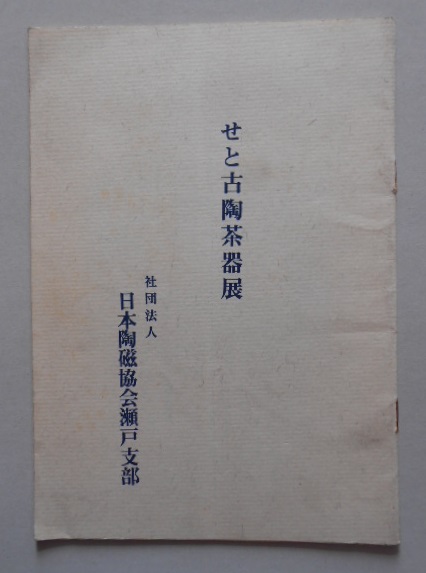 せと古陶茶器展
社団法人
日本陶磁協会瀬戸支部